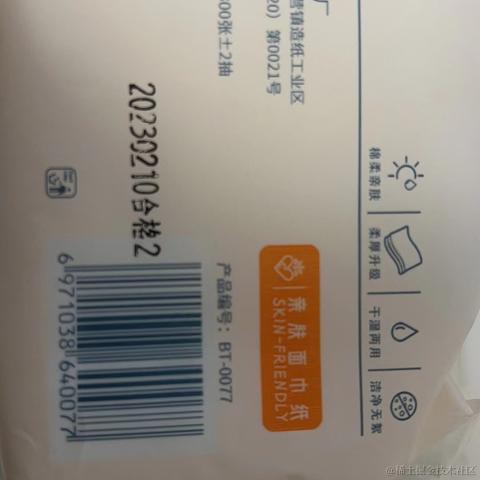 厂
营镇造纸工业区
20）第0021号
00张±2抽
20230210合格2
棉柔亲肤
柔厚升级
干湿两用
洁净无絮
亲肤面巾纸
SKIN-FRIENDLY
产品编号：BT-0077
6 971038 640077
@稀土掘金技术社区